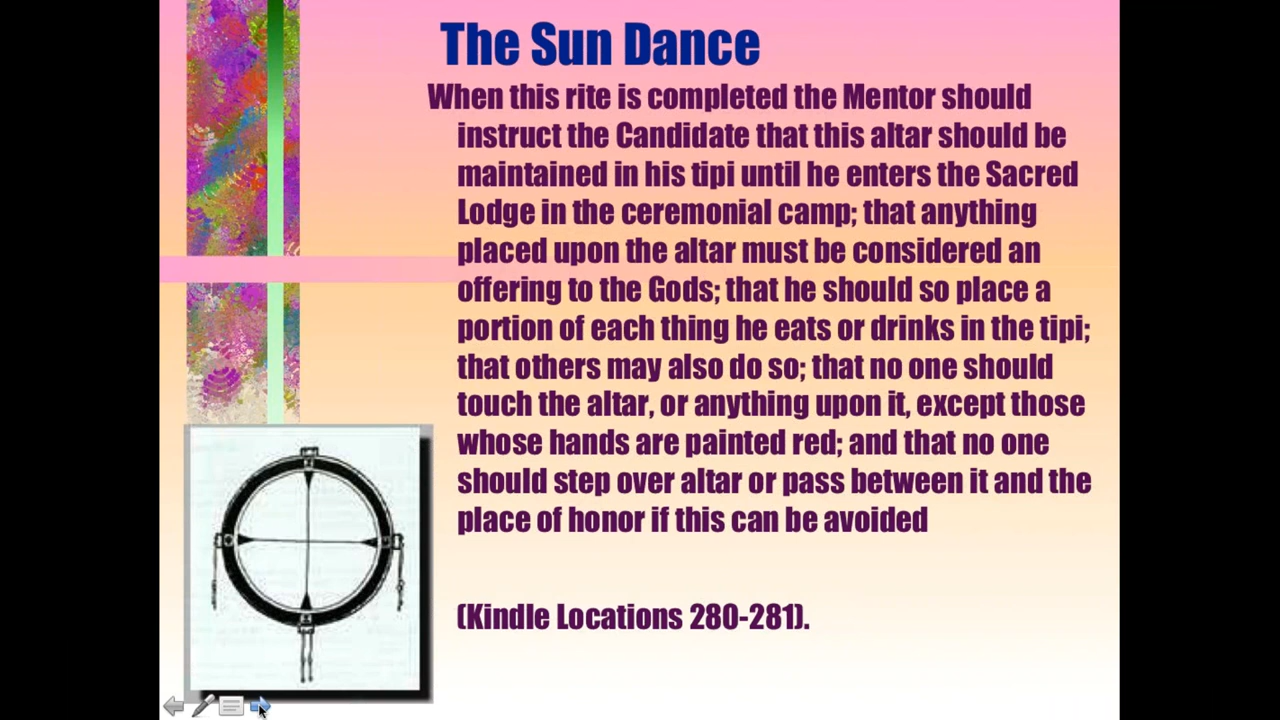 The Sun Dance
When this rite is completed the Mentor should
instruct the Candidate that this altar should be
maintained in his tipi until he enters the Sacred
Lodge in the ceremonial camp; that anything
placed upon the altar must be considered an
offering to the Gods; that he should so place a
portion of each thing he eats or drinks in the tipi;
that others may also do so; that no one should
touch the altar, or anything upon it, except those
whose hands are painted red; and that no one
should step over altar or pass between it and the
place of honor if this can be avoided
(Kindle Locations 280-281).